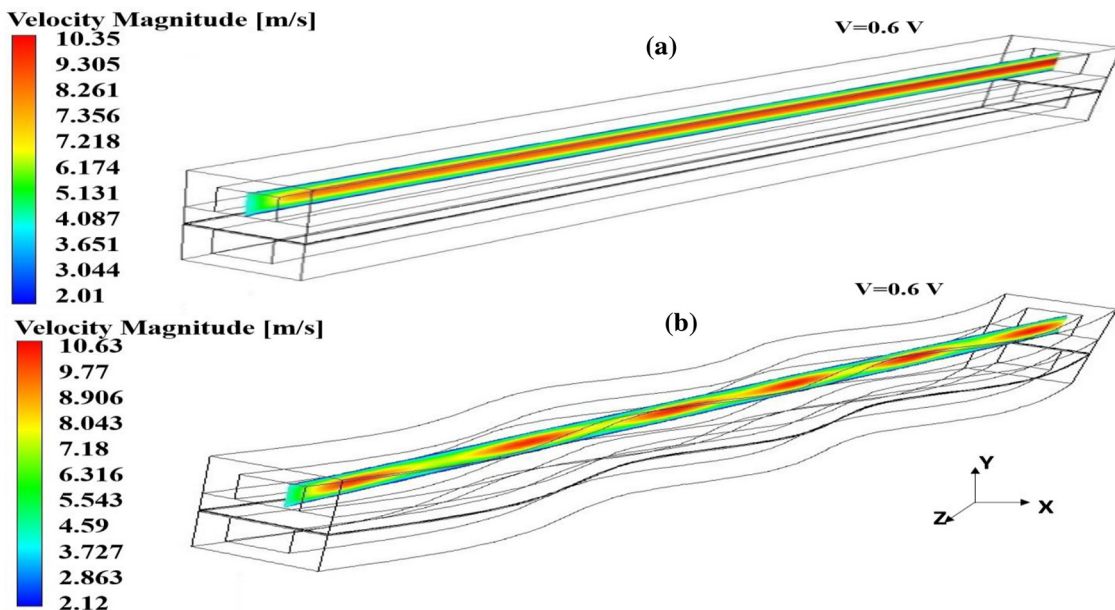 Velocity Magnitude [m/s]
10.35
9.305
8.261
7.356
7.218
6.174
5.131
4.087
3.651
3.044
2.01
(a)
V=0.6 V
Velocity Magnitude [m/s]
10.63
9.77
8.906
8.043
7.18
6.316
5.543
4.59
3.727
2.863
2.12
(b)
V=0.6 V
Y
X
Z